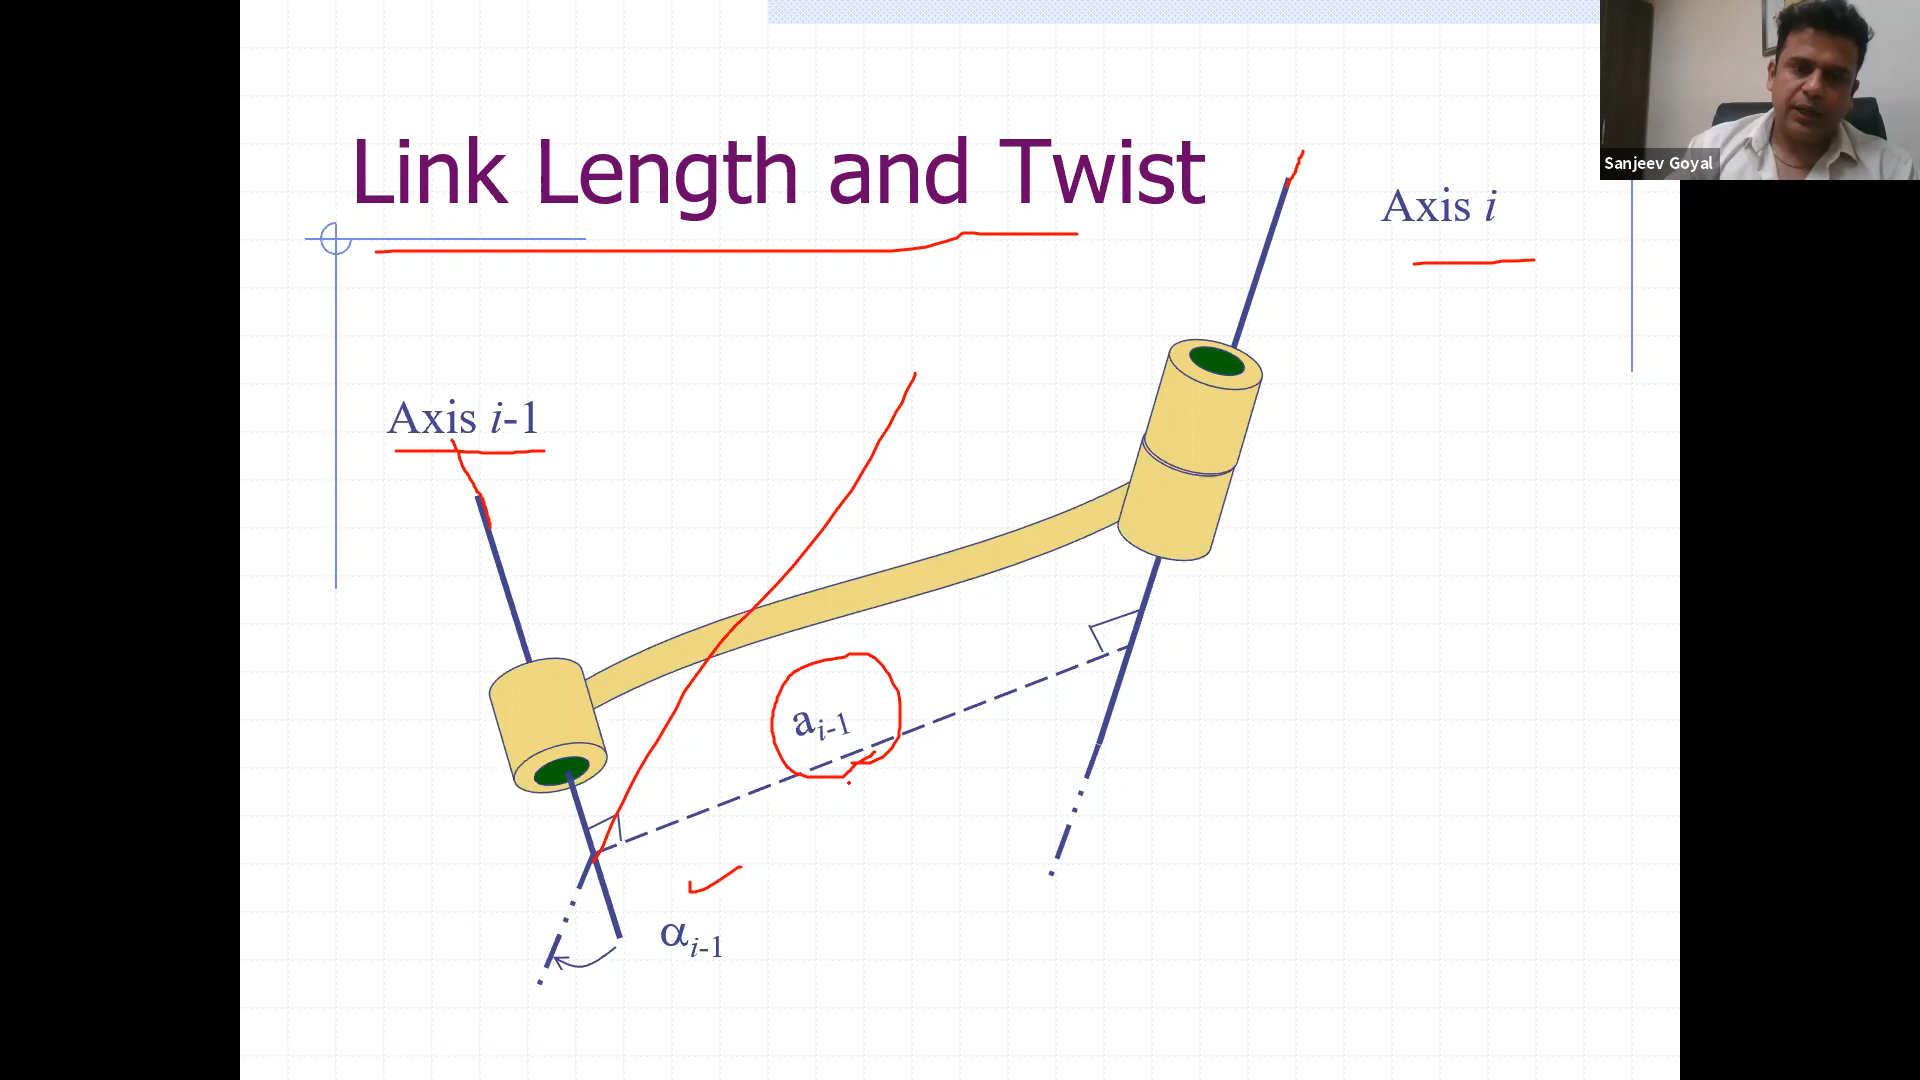 Sanjeev Goyal
Link Length and Twist
Axis i
Axis i-1
aᵢ₋₁
αᵢ₋₁